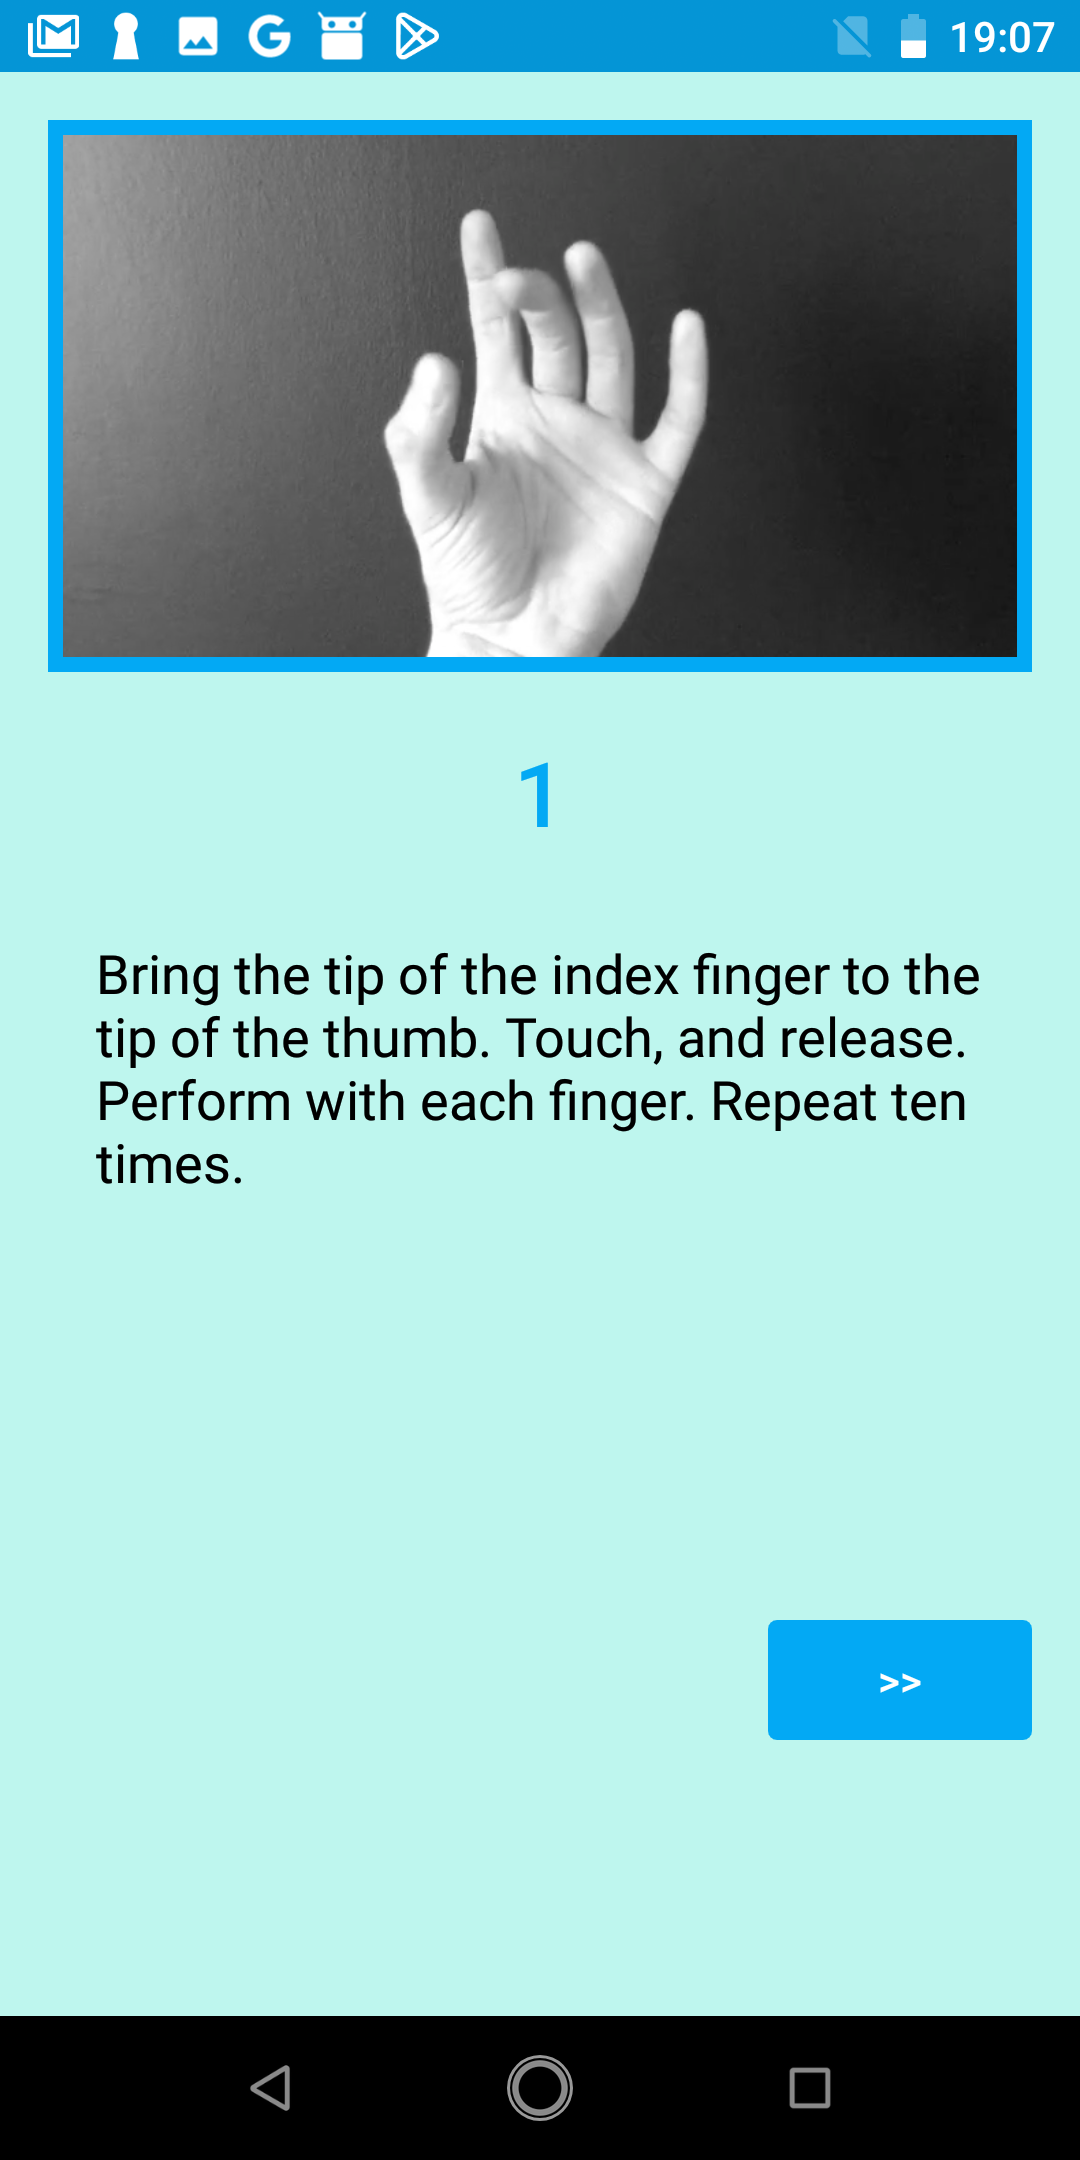 19:07
1
Bring the tip of the index finger to the
tip of the thumb. Touch, and release.
Perform with each finger. Repeat ten
times.
>>